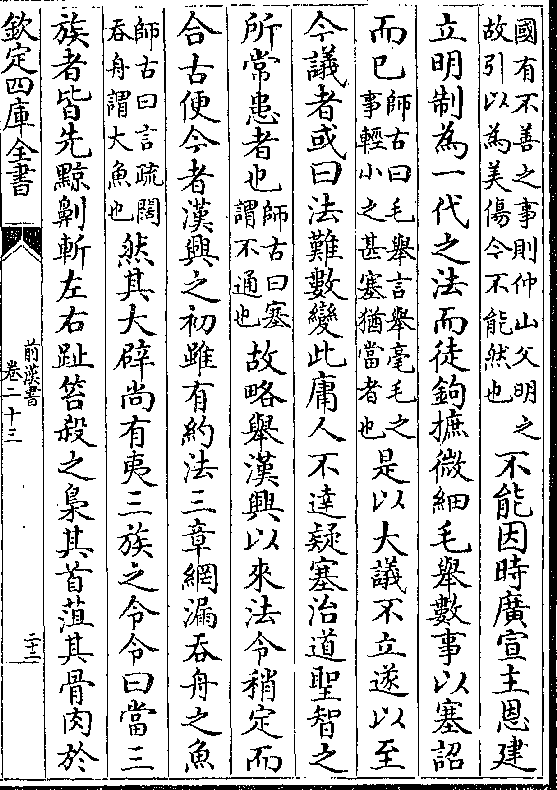 國有不善之事則仲山父明之
故引以為美傷今不能然也
不能因時廣宣主恩建
立明制為一代之法而徒鉤摭微細毛舉數事以塞詔
而已
師古曰毛舉言舉毫毛之
事輕小之甚塞猶當者也
是以大議不立遂以至
今議者或曰法難數變此庸人不達疑塞治道聖智之
所常患者也
師古曰塞
謂不通也
故略舉漢興以來法令稍定而
合古便今者漢興之初雖有約法三章網漏吞舟之魚
師古曰言疏闊
吞舟謂大魚也
然其大辟尚有夷三族之令令曰當三
族者皆先黥劓斬左右趾笞殺之梟其首菹其骨肉於
欽定四庫全書
前漢書
卷二十三
二十二